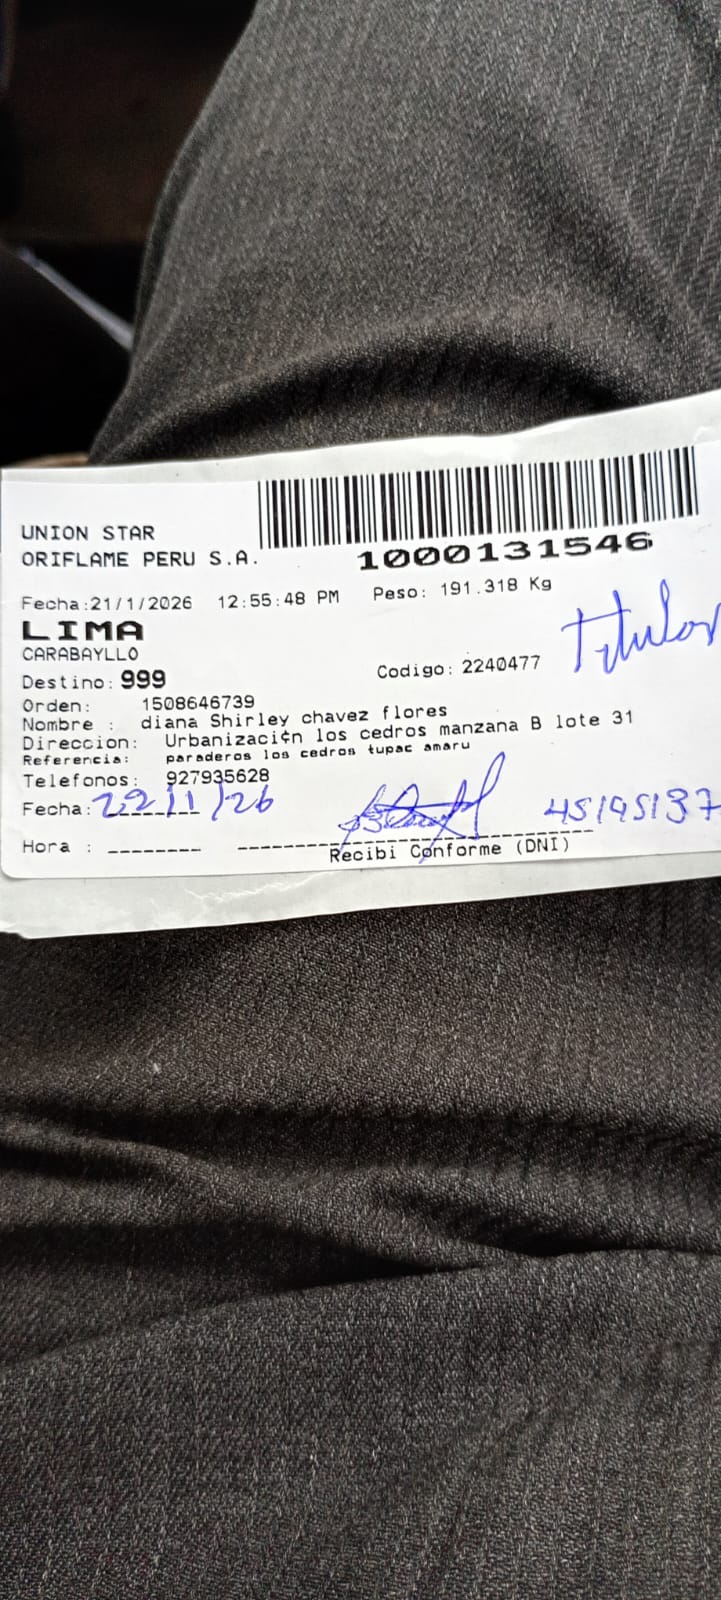 UNION STAR
ORIFLAME PERU S.A.
1000131546
Fecha:21/1/2026 12:55:48 PM Peso: 191.318 Kg
LIMA
CARABAYLLO
Titular
Destino: 999 Codigo: 2240477
Orden: 1508646739
Nombre : diana Shirley chavez flores
Direccion: Urbanizaci¢n los cedros manzana B lote 31
Referencia: paraderos los cedros tupac amaru
Telefonos: 927935628
Fecha: 22/1/26 45195137
Hora : -------- Recibi Conforme (DNI)